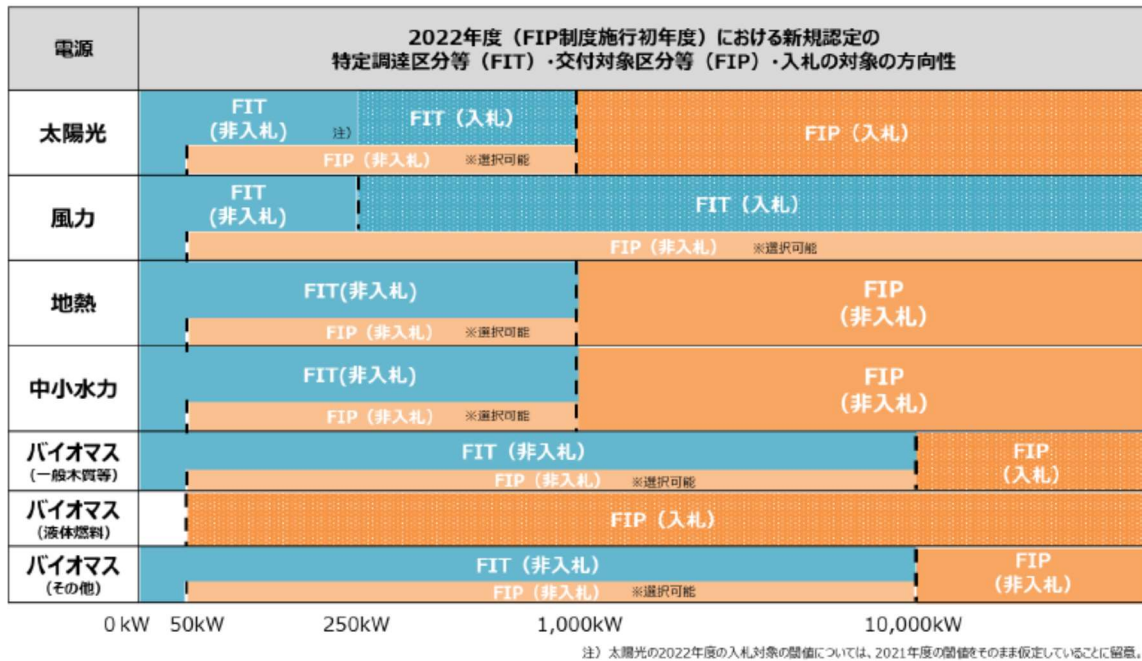 電源
2022年度（FIP制度施行初年度）における新規認定の
特定調達区分等（FIT）・交付対象区分等（FIP）・入札の対象の方向性
太陽光
FIT
(非入札)
注）
FIT（入札）
FIP（入札）
FIP（非入札）
※選択可能
風力
FIT
(非入札)
FIT（入札）
FIP（非入札）
※選択可能
地熱
FIT(非入札)
FIP
（非入札）
FIP（非入札）
※選択可能
中小水力
FIT(非入札)
FIP
（非入札）
FIP（非入札）
※選択可能
バイオマス
（一般木質等）
FIT（非入札）
FIP
（入札）
FIP（非入札）
※選択可能
バイオマス
（液体燃料）
FIP（入札）
バイオマス
（その他）
FIT（非入札）
FIP
（非入札）
FIP（非入札）
※選択可能
0 kW 50kW 250kW 1,000kW 10,000kW
注）太陽光の2022年度の入札対象の閾値については、2021年度の閾値をそのまま仮定していることに留意。